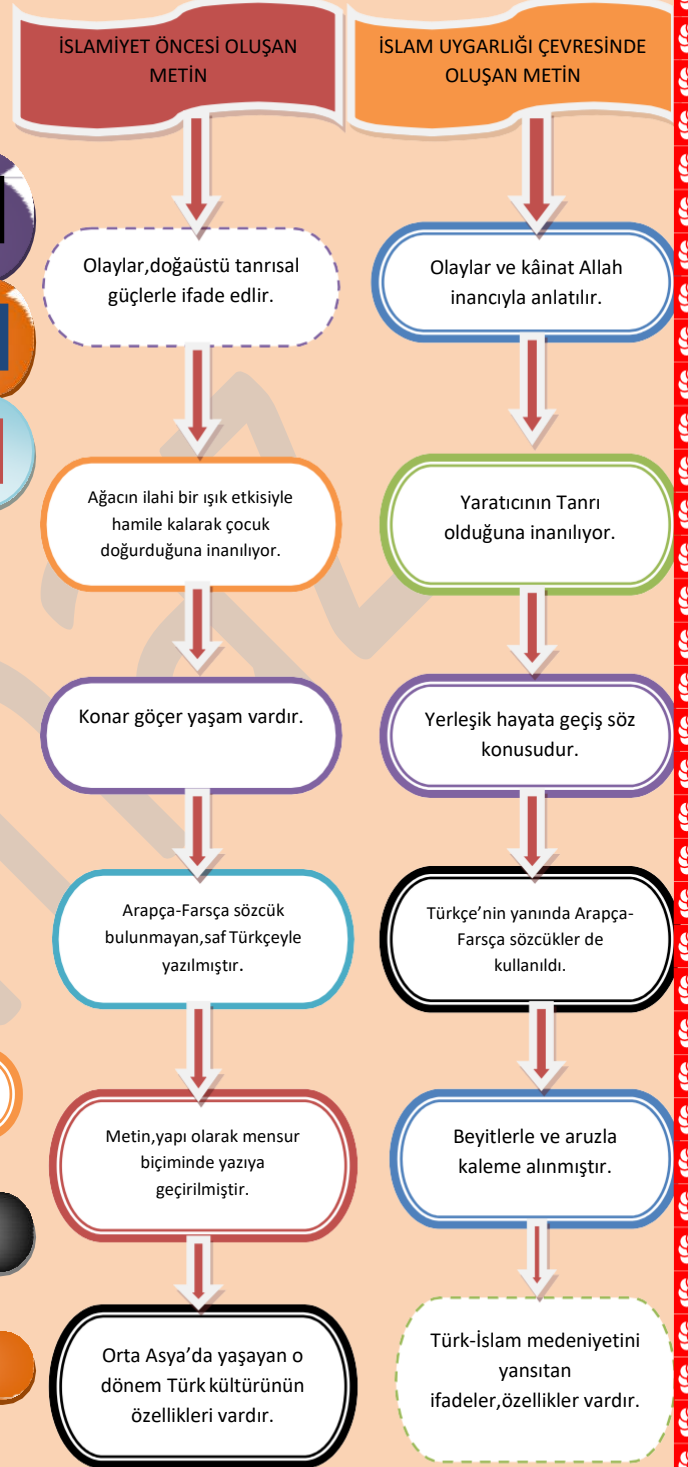 İSLAMİYET ÖNCESİ OLUŞAN
METİN
Olaylar,doğaüstü tanrısal
güçlerle ifade edlir.
Ağacın ilahi bir ışık etkisiyle
hamile kalarak çocuk
doğurduğuna inanılıyor.
Konar göçer yaşam vardır.
Arapça-Farsça sözcük
bulunmayan,saf Türkçeyle
yazılmıştır.
Metin,yapı olarak mensur
biçiminde yazıya
geçirilmiştir.
Orta Asya’da yaşayan o
dönem Türk kültürünün
özellikleri vardır.
İSLAM UYGARLIĞI ÇEVRESİNDE
OLUŞAN METİN
Olaylar ve kâinat Allah
inancıyla anlatılır.
Yaratıcının Tanrı
olduğuna inanılıyor.
Yerleşik hayata geçiş söz
konusudur.
Türkçe’nin yanında Arapça-
Farsça sözcükler de
kullanıldı.
Beyitlerle ve aruzla
kaleme alınmıştır.
Türk-İslam medeniyetini
yansıtan
ifadeler,özellikler vardır.